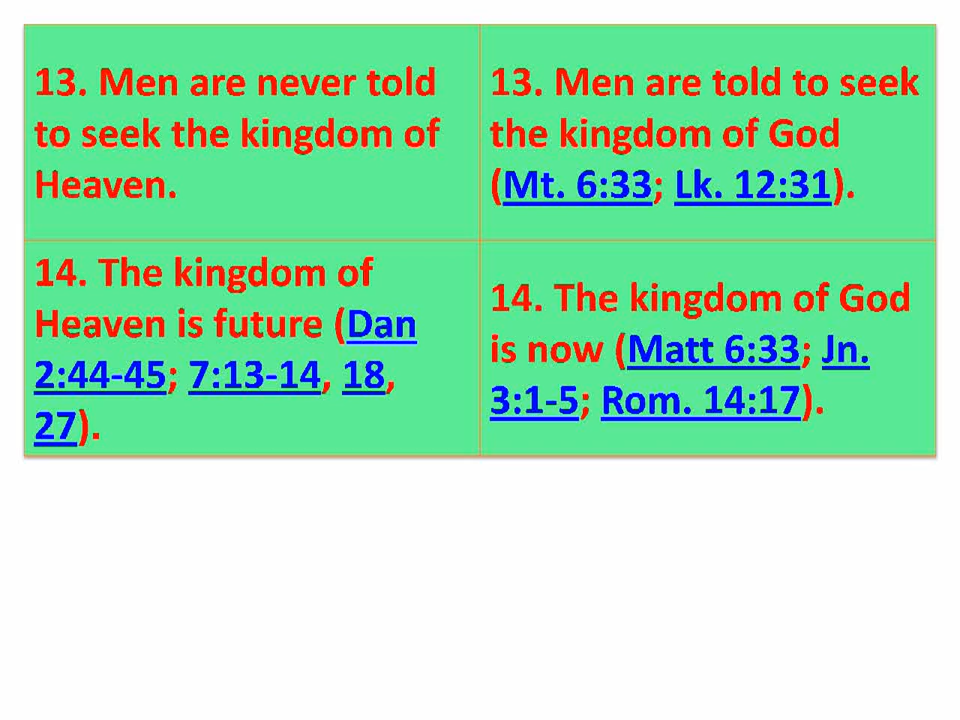 13. Men are never told
to seek the kingdom of
Heaven.
13. Men are told to seek
the kingdom of God
(Mt. 6:33; Lk. 12:31).
14. The kingdom of
Heaven is future (Dan
2:44-45; 7:13-14, 18,
27).
14. The kingdom of God
is now (Matt 6:33; Jn.
3:1-5; Rom. 14:17).